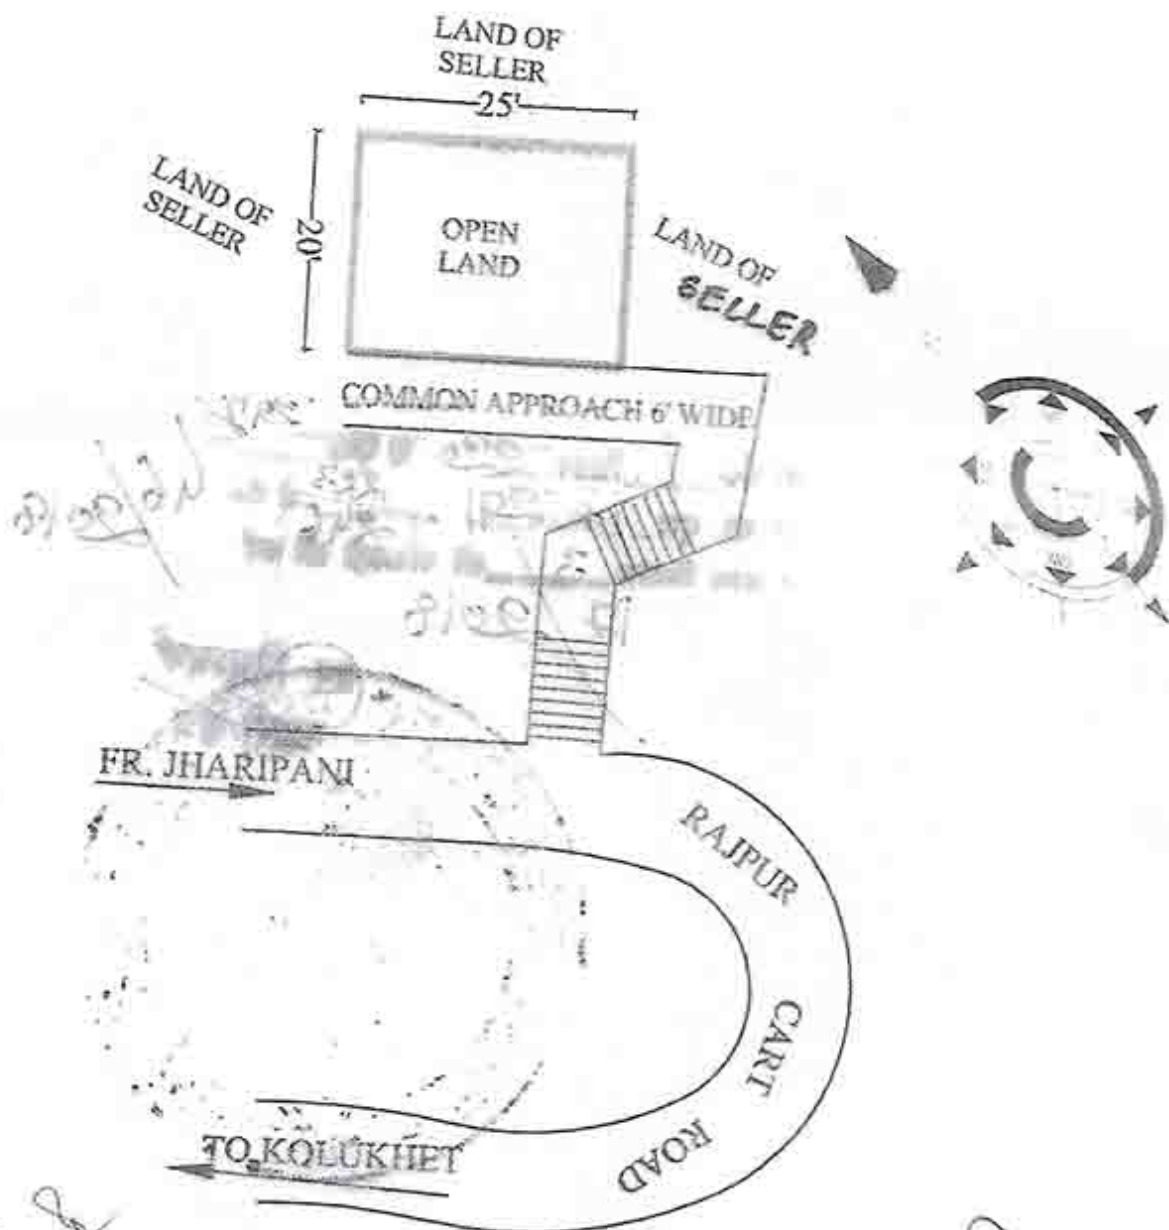 LAND OF
SELLER
25'
LAND OF
SELLER
20'
OPEN
LAND
LAND OF
SELLER
COMMON APPROACH 6' WIDE
FR. JHARIPANI
RAJPUR
CART
ROAD
TO KOLUKHET